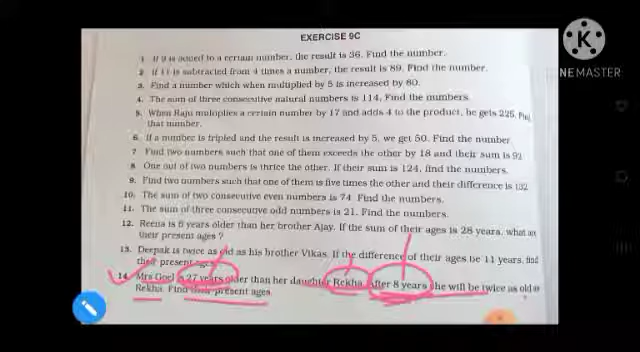 EXERCISE 9C
1. If 9 is added to a certain number, the result is 36. Find the number.
2. If 11 is subtracted from 4 times a number, the result is 89. Find the number.
3. Find a number which when multiplied by 5 is increased by 80.
4. The sum of three consecutive natural numbers is 114. Find the numbers.
5. When Raju multiplies a certain number by 17 and adds 4 to the product, he gets 225. Find
that number.
6. If a number is tripled and the result is increased by 5, we get 50. Find the number
7. Find two numbers such that one of them exceeds the other by 18 and their sum is 92
8. One out of two numbers is thrice the other. If their sum is 124, find the numbers.
9. Find two numbers such that one of them is five times the other and their difference is 132
10. The sum of two consecutive even numbers is 74. Find the numbers.
11. The sum of three consecutive odd numbers is 21. Find the numbers.
12. Reena is 6 years older than her brother Ajay. If the sum of their ages is 28 years, what are
their present ages ?
13. Deepak is twice as old as his brother Vikas. If the difference of their ages be 11 years, find
their present ages.
14. Mrs Goel is 27 years older than her daughter Rekha. After 8 years she will be twice as old as
Rekha. Find their present ages.
K
NEMASTER